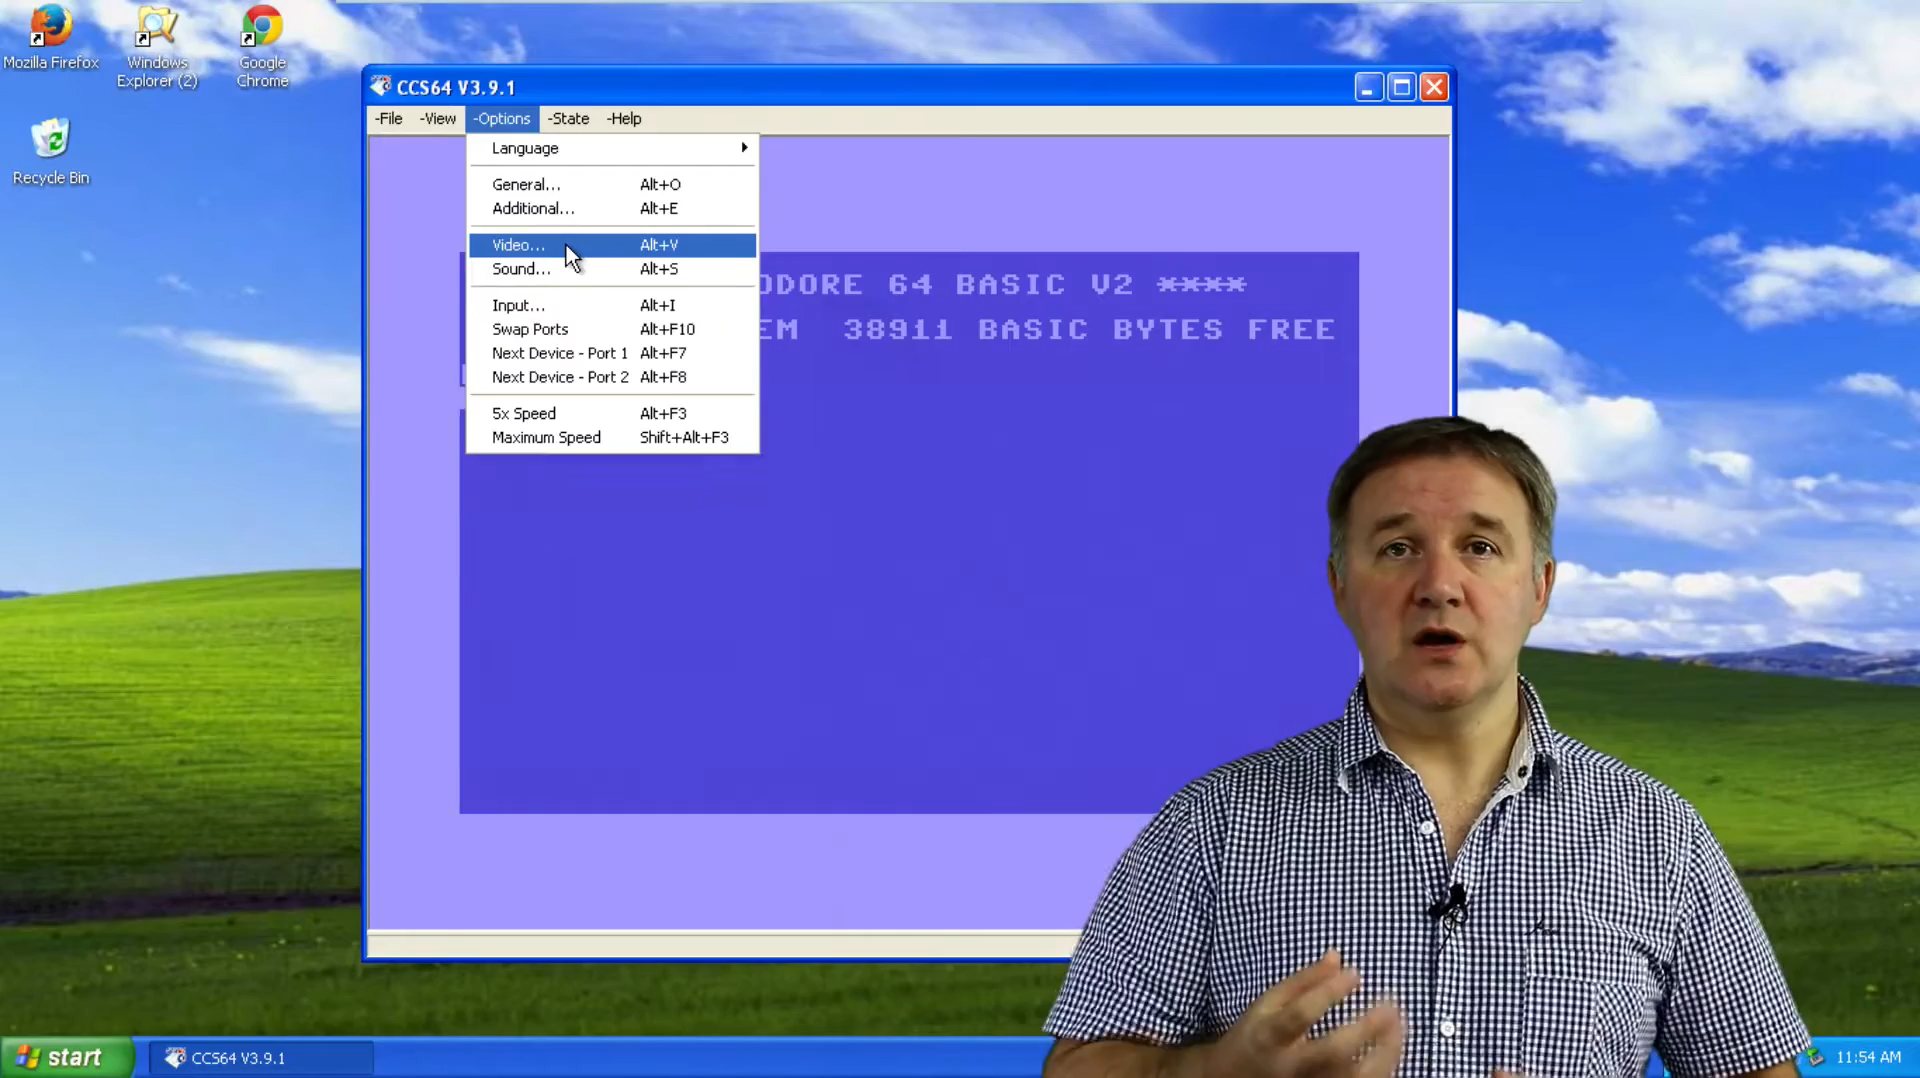 Mozilla Firefox
Windows
Explorer (2)
Google
Chrome
Recycle Bin
CCS64 V3.9.1
-File -View -Options -State -Help
Language
General... Alt+O
Additional... Alt+E
Video... Alt+V
Sound... Alt+S
Input... Alt+I
Swap Ports Alt+F10
Next Device - Port 1 Alt+F7
Next Device - Port 2 Alt+F8
5x Speed Alt+F3
Maximum Speed Shift+Alt+F3
ODORE 64 BASIC V2 ****
EM 38911 BASIC BYTES FREE
start
CCS64 V3.9.1
11:54 AM